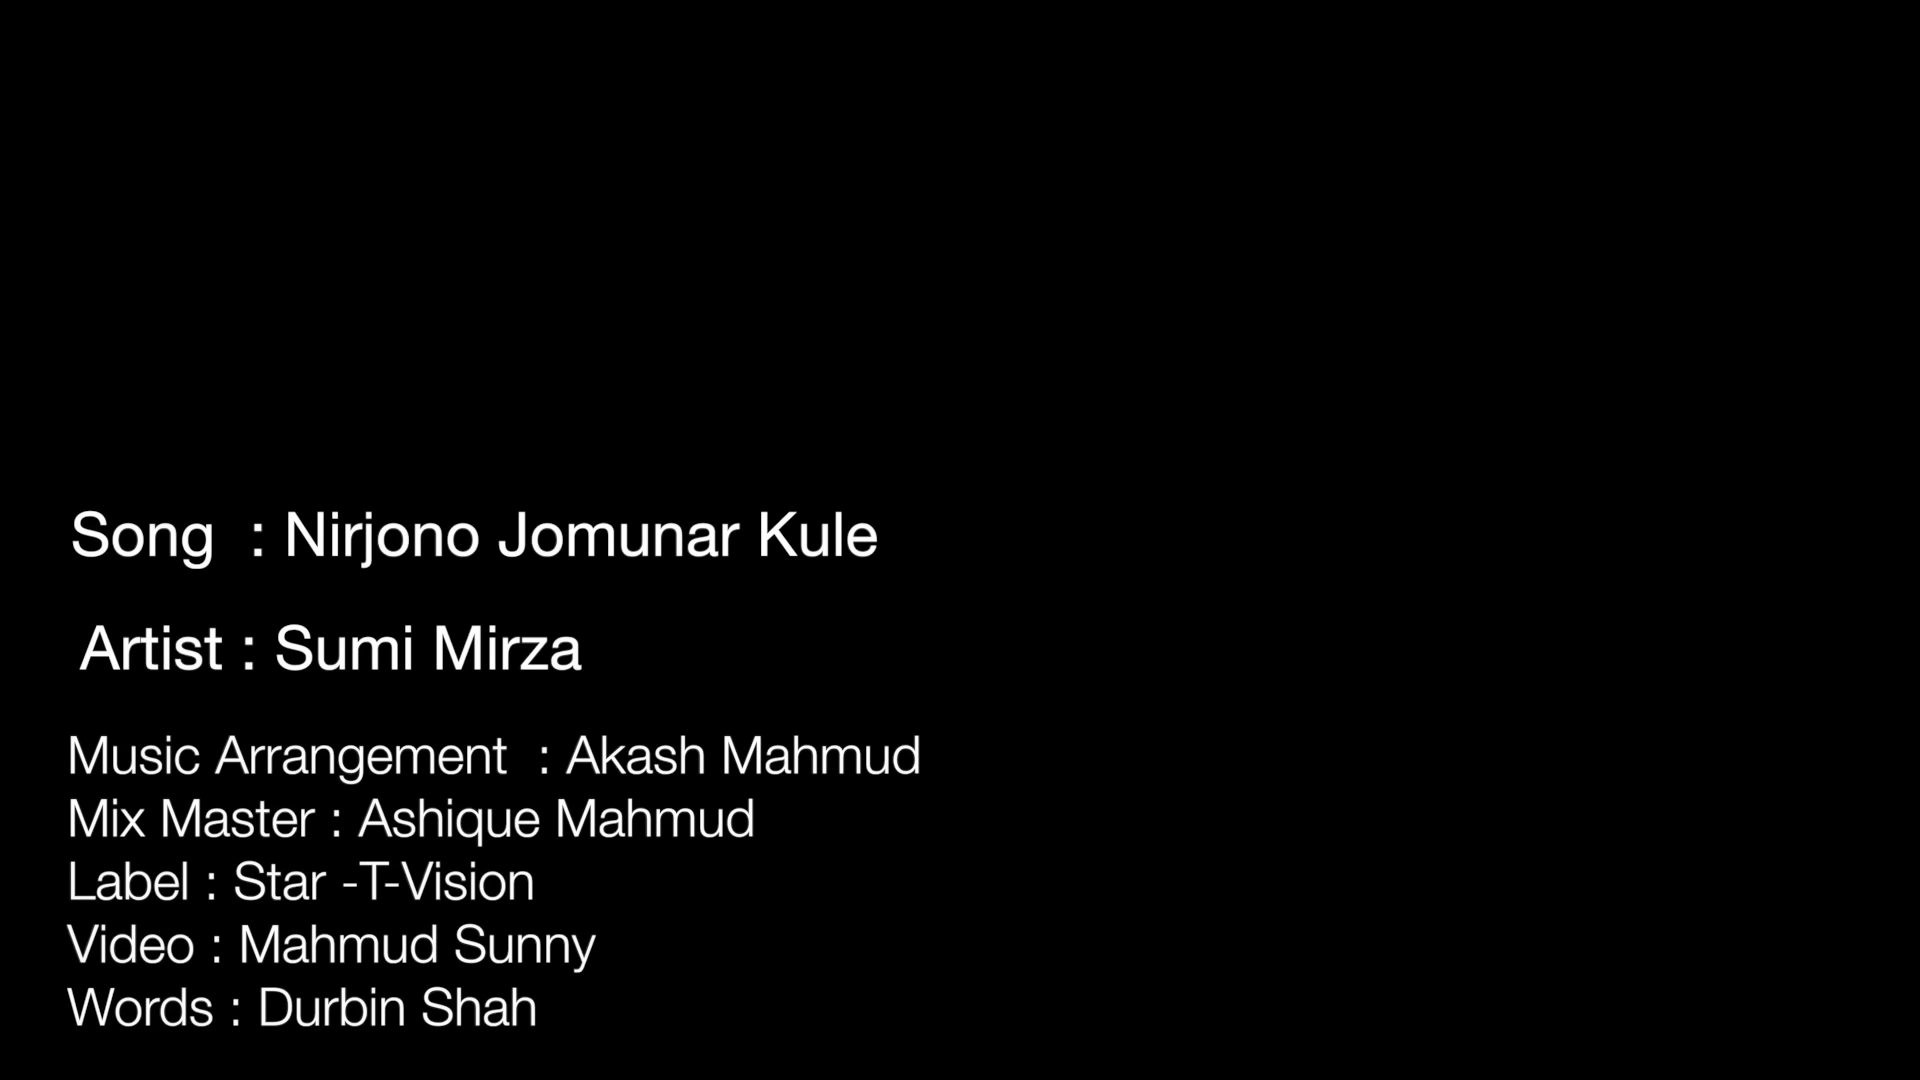 Song : Nirjono Jomunar Kule
Artist : Sumi Mirza
Music Arrangement : Akash Mahmud
Mix Master : Ashique Mahmud
Label : Star -T-Vision
Video : Mahmud Sunny
Words : Durbin Shah